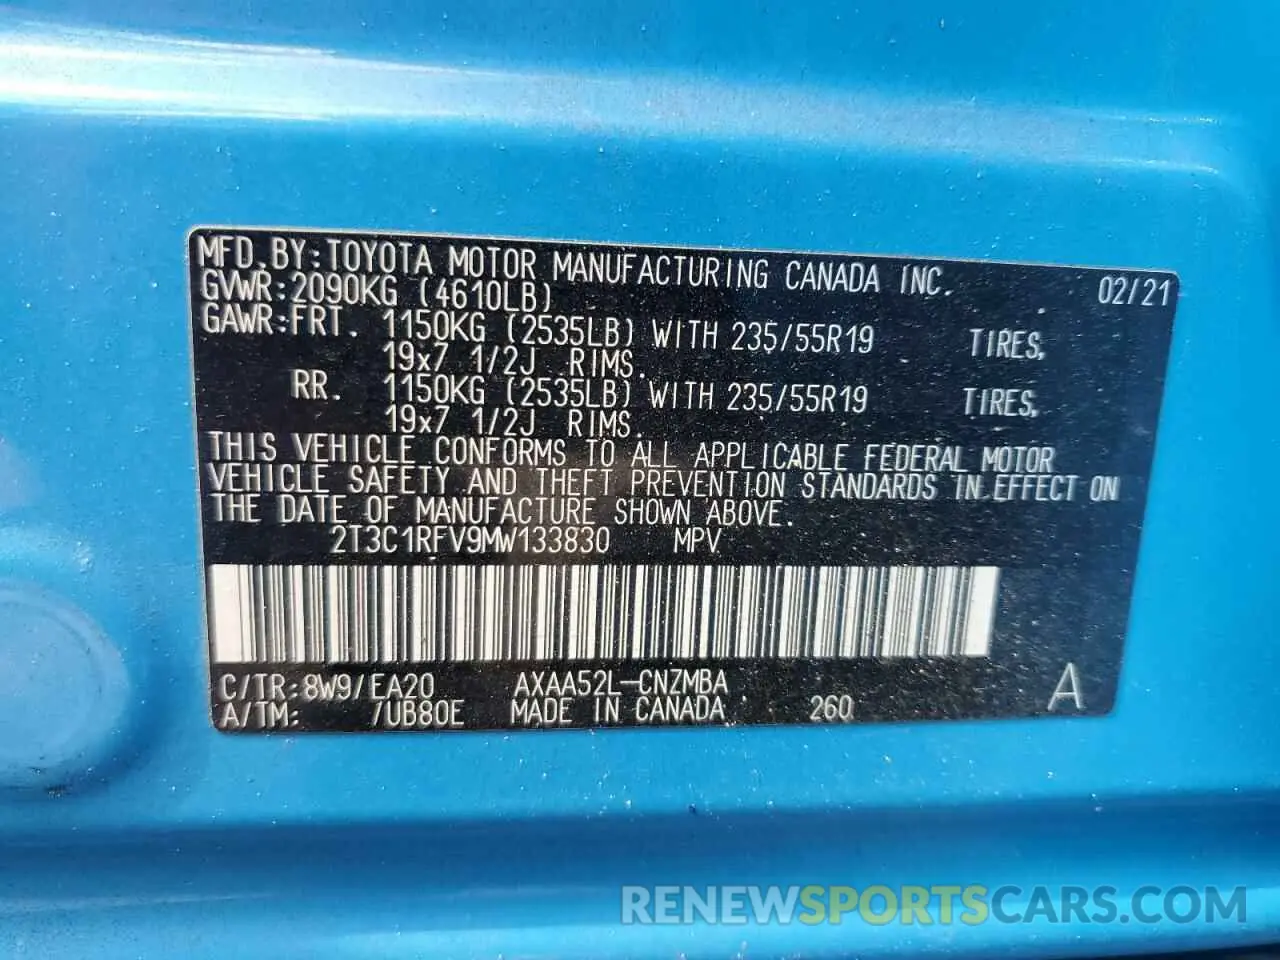 MFD.BY:TOYOTA MOTOR MANUFACTURING CANADA INC. 02/21
GVWR:2090KG (4610LB)
GAWR:FRT. 1150KG (2535LB) WITH 235/55R19 TIRES,
19x7 1/2J RIMS.
RR. 1150KG (2535LB) WITH 235/55R19 TIRES,
19x7 1/2J RIMS.
THIS VEHICLE CONFORMS TO ALL APPLICABLE FEDERAL MOTOR
VEHICLE SAFETY AND THEFT PREVENTION STANDARDS IN EFFECT ON
THE DATE OF MANUFACTURE SHOWN ABOVE.
2T3C1RFV9MW133830 MPV
C/TR:8W9/EA20 AXAA52L-CNZMBA A
A/TM: /UB80E MADE IN CANADA 260
RENEWSPORTSCARS.COM